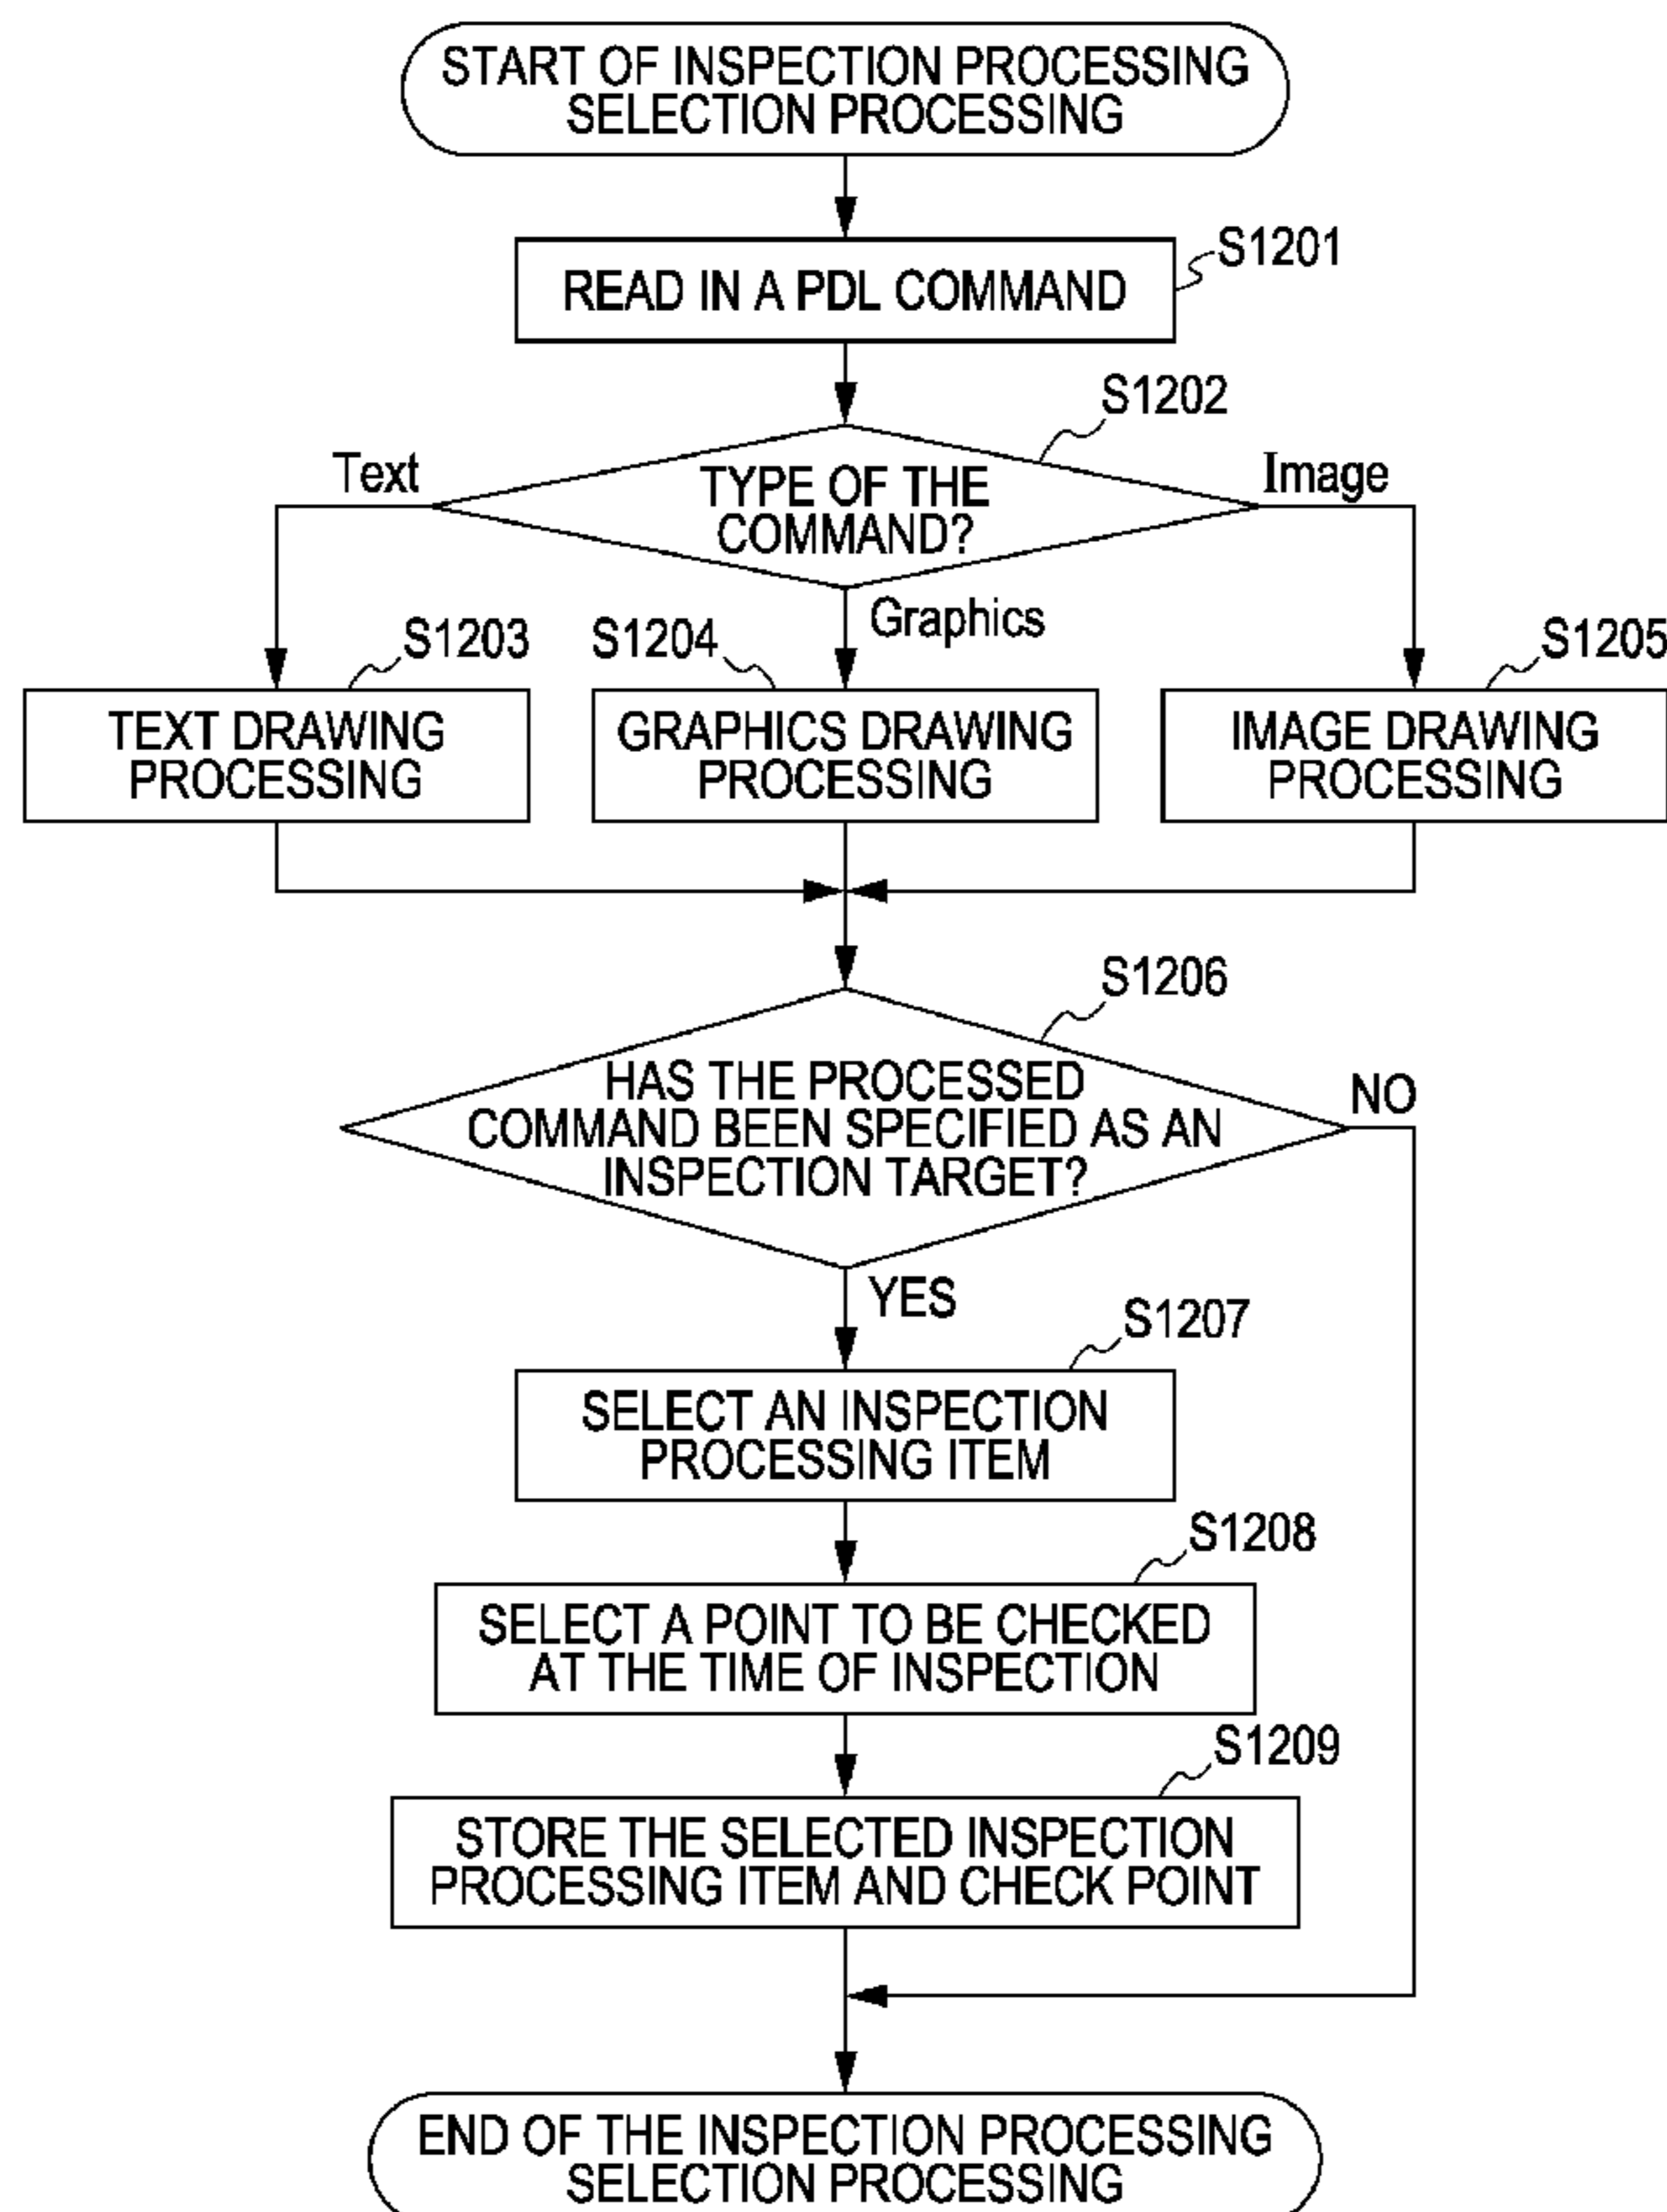 START OF INSPECTION PROCESSING
SELECTION PROCESSING
S1201
READ IN A PDL COMMAND
S1202
Text
TYPE OF THE
COMMAND?
Image
Graphics
S1203
TEXT DRAWING
PROCESSING
S1204
GRAPHICS DRAWING
PROCESSING
S1205
IMAGE DRAWING
PROCESSING
S1206
HAS THE PROCESSED
COMMAND BEEN SPECIFIED AS AN
INSPECTION TARGET?
NO
YES
S1207
SELECT AN INSPECTION
PROCESSING ITEM
S1208
SELECT A POINT TO BE CHECKED
AT THE TIME OF INSPECTION
S1209
STORE THE SELECTED INSPECTION
PROCESSING ITEM AND CHECK POINT
END OF THE INSPECTION PROCESSING
SELECTION PROCESSING